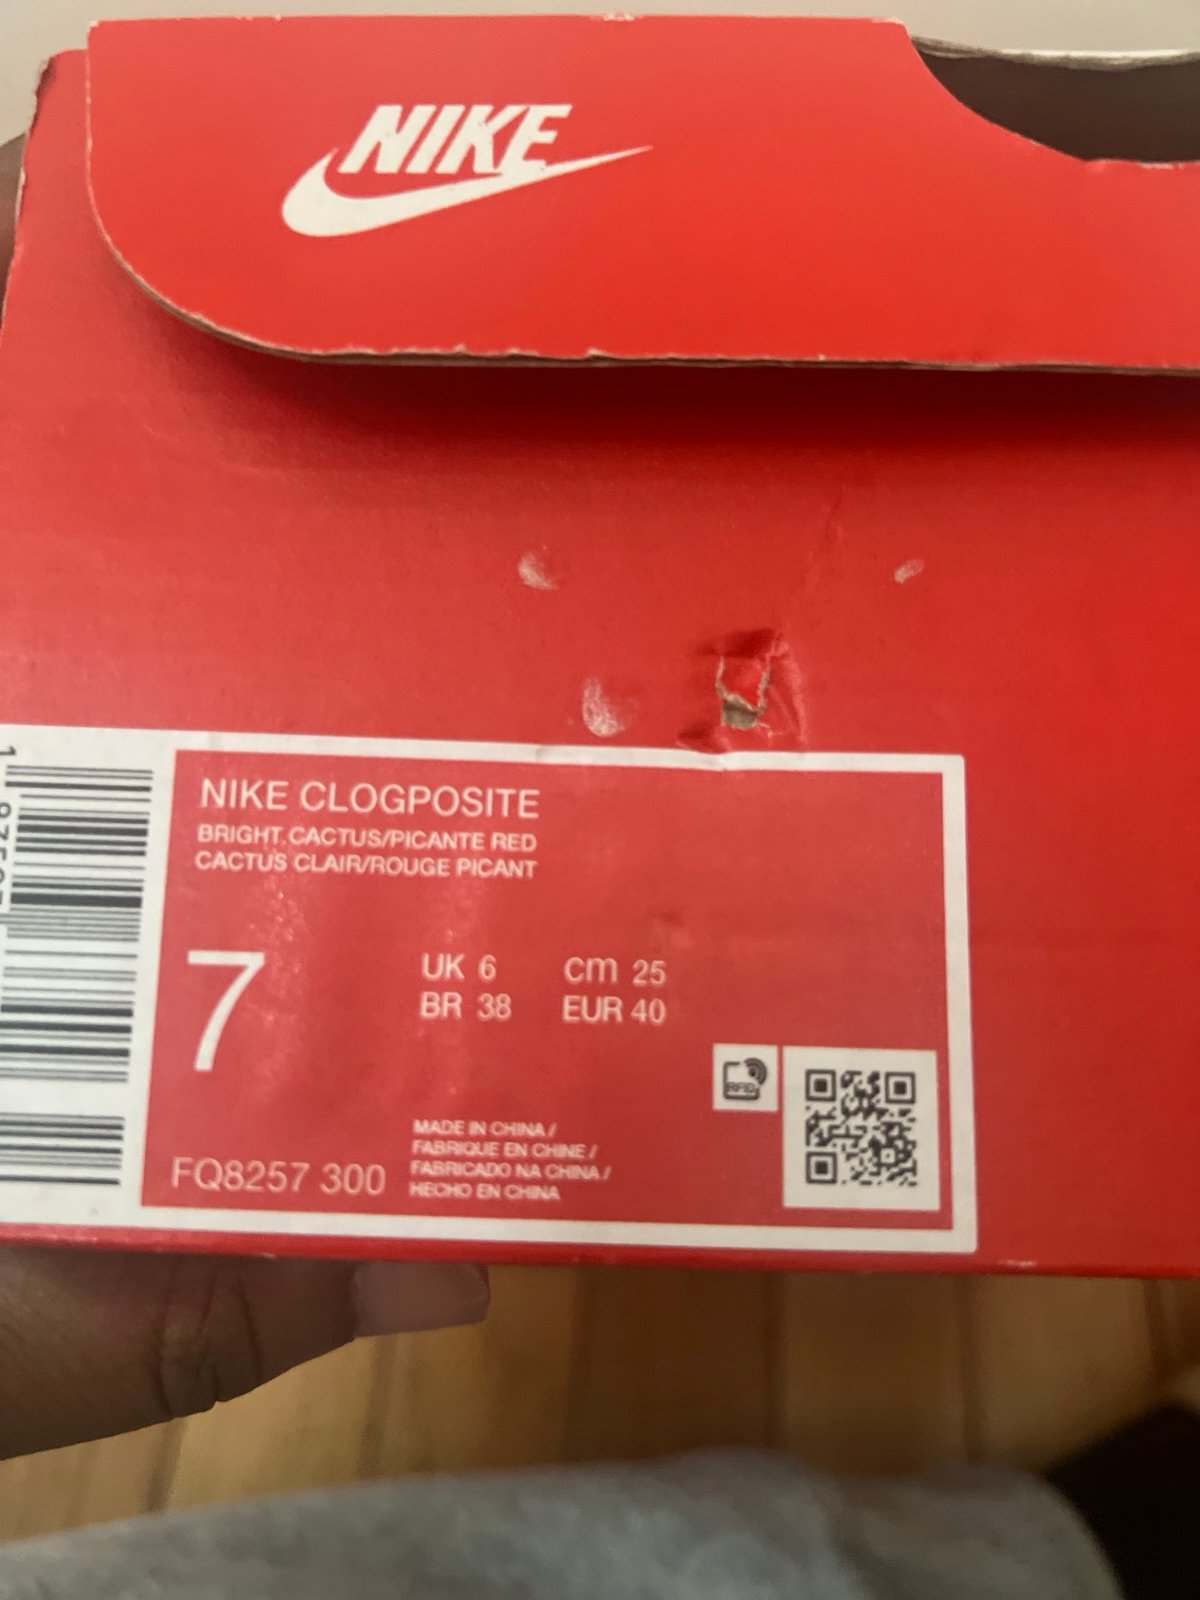 NIKE
NIKE CLOGPOSITE
BRIGHT CACTUS/PICANTE RED
CACTUS CLAIR/ROUGE PICANT
7
UK 6
cm 25
BR 38
EUR 40
RFID
MADE IN CHINA /
FABRIQUE EN CHINE /
FABRICADO NA CHINA /
HECHO EN CHINA
FQ8257 300